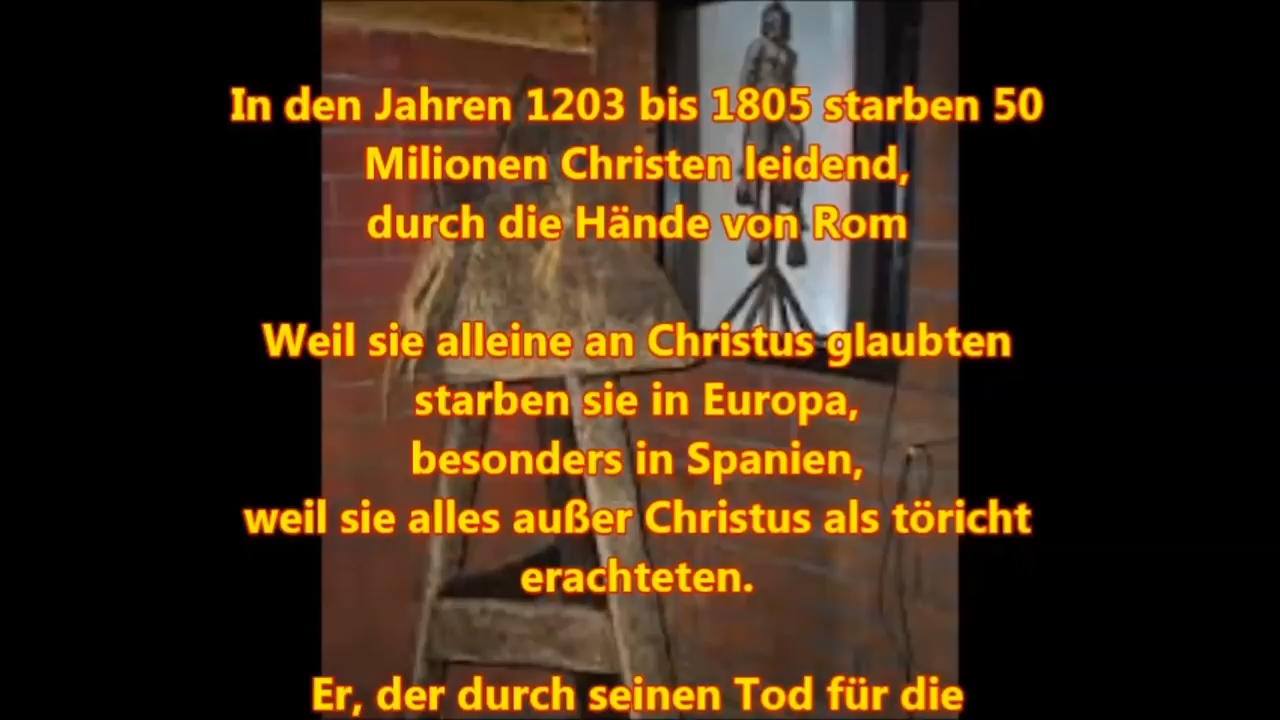 In den Jahren 1203 bis 1805 starben 50
Milionen Christen leidend,
durch die Hände von Rom
Weil sie alleine an Christus glaubten
starben sie in Europa,
besonders in Spanien,
weil sie alles außer Christus als töricht
erachteten.
Er, der durch seinen Tod für die